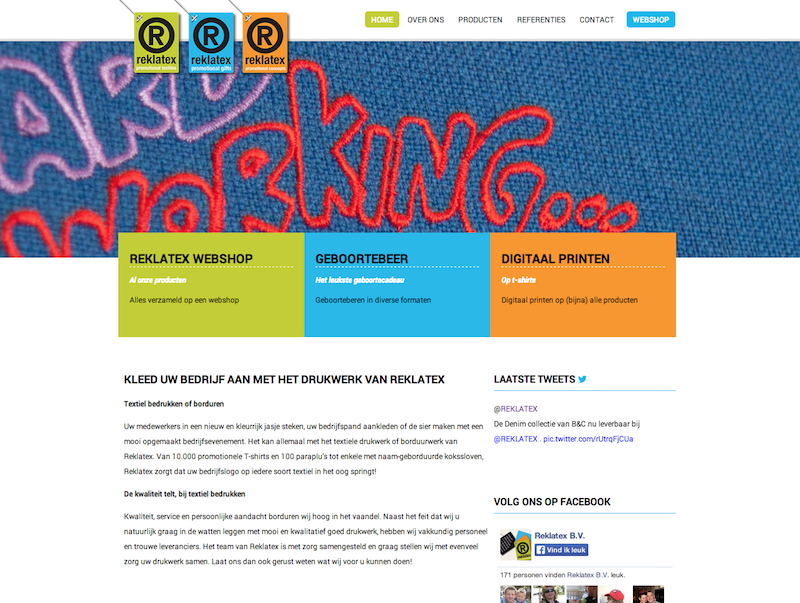 reklatex
promotional textiles
reklatex
promotional gifts
reklatex
promotional concepts
HOME
OVER ONS
PRODUCTEN
REFERENTIES
CONTACT
WEBSHOP
ARD
WORKING...
REKLATEX WEBSHOP
Al onze producten
Alles verzameld op een webshop
GEBOORTEBEER
Het leukste geboortecadeau
Geboorteberen in diverse formaten
DIGITAAL PRINTEN
Op t-shirts
Digitaal printen op (bijna) alle producten
KLEED UW BEDRIJF AAN MET HET DRUKWERK VAN REKLATEX
Textiel bedrukken of borduren
Uw medewerkers in een nieuw en kleurrijk jasje steken, uw bedrijfspand aankleden of de sier maken met een
mooi opgemaakt bedrijfsevenement. Het kan allemaal met het textiele drukwerk of borduurwerk van
Reklatex. Van 10.000 promotionele T-shirts en 100 paraplu's tot enkele met naam-geborduurde kokssloven,
Reklatex zorgt dat uw bedrijfslogo op iedere soort textiel in het oog springt!
De kwaliteit telt, bij textiel bedrukken
Kwaliteit, service en persoonlijke aandacht borduren wij hoog in het vaandel. Naast het feit dat wij u
natuurlijk graag in de watten leggen met mooi en kwalitatief goed drukwerk, hebben wij vakkundig personeel
en trouwe leveranciers. Het team van Reklatex is met zorg samengesteld en graag stellen wij met evenveel
zorg uw drukwerk samen. Laat ons dan ook gerust weten wat wij voor u kunnen doen!
LAATSTE TWEETS
@REKLATEX
De Denim collectie van B&C nu leverbaar bij
@REKLATEX . pic.twitter.com/rUtrqFjCUa
VOLG ONS OP FACEBOOK
Reklatex B.V.
Vind ik leuk
171 personen vinden Reklatex B.V. leuk.